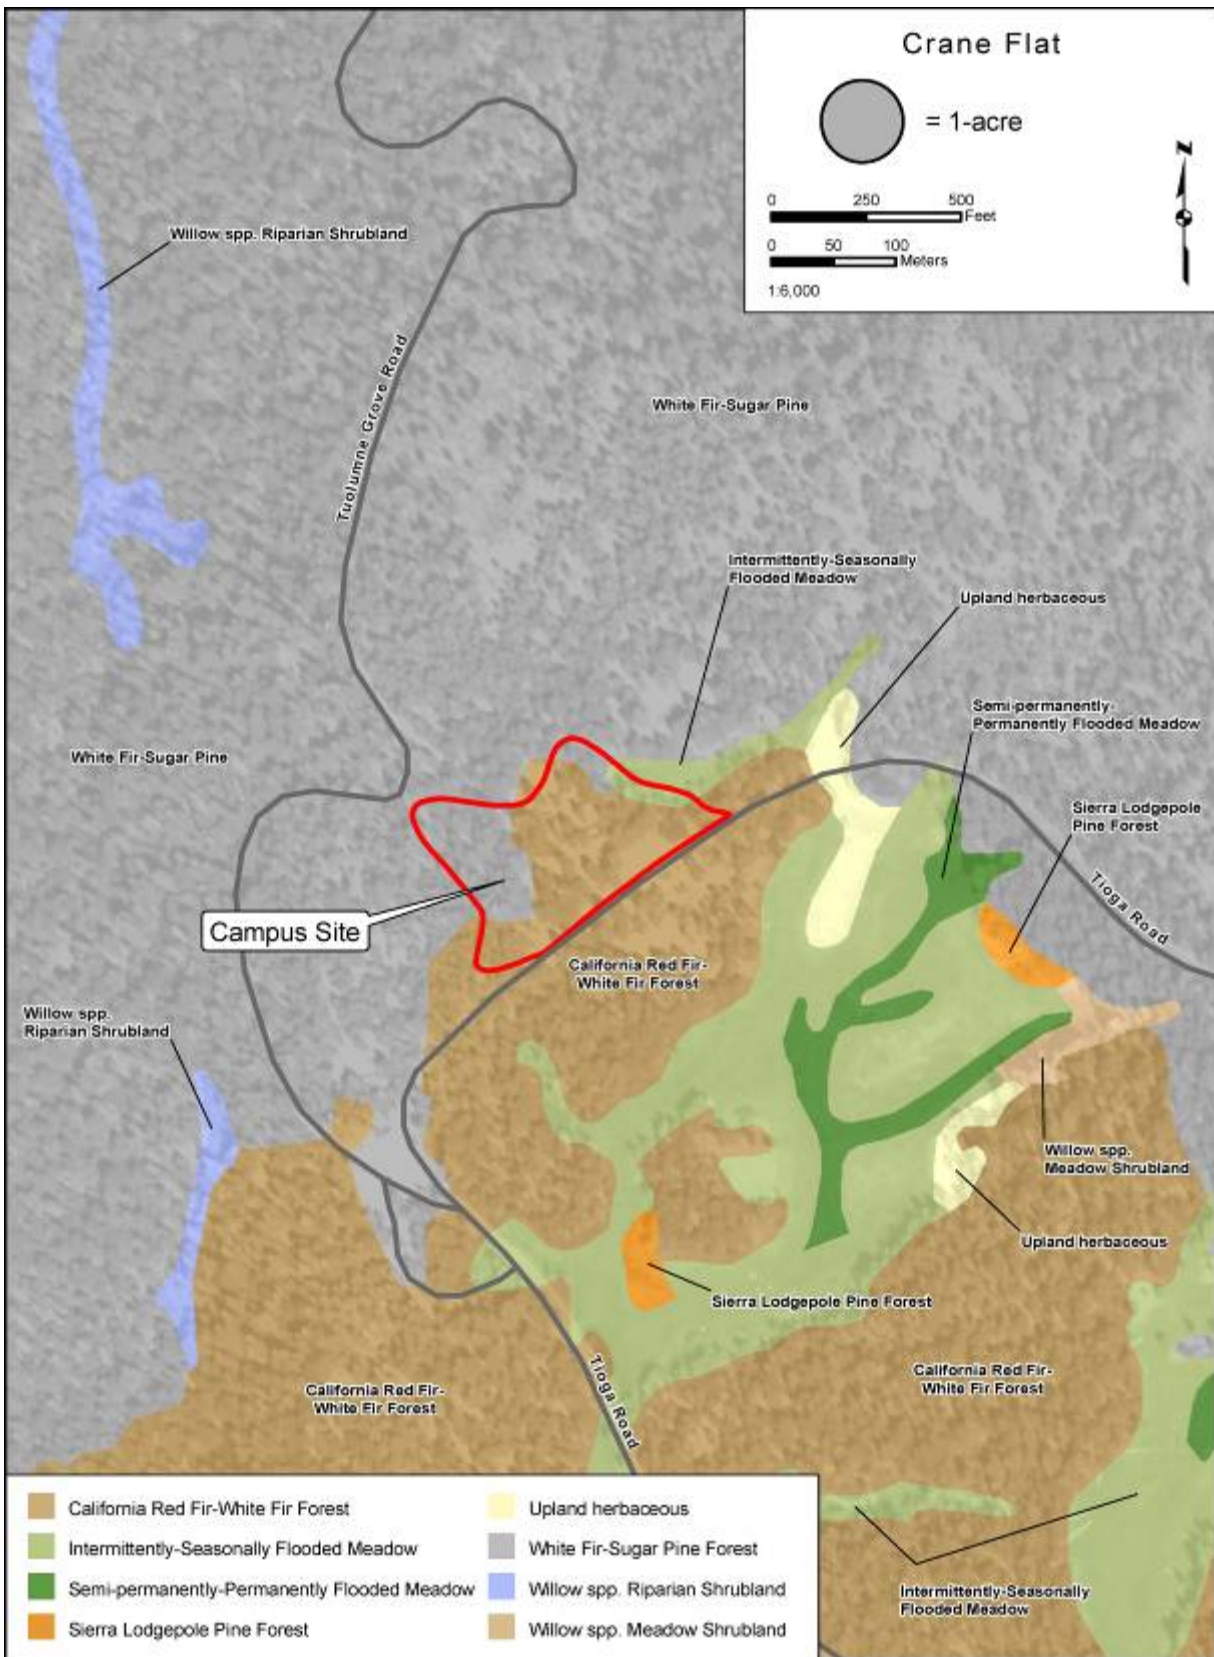 Crane Flat
= 1-acre
N
0 250 500
Feet
0 50 100
Meters
1:6,000
Willow spp. Riparian Shrubland
Tuolumne Grove Road
White Fir-Sugar Pine
Intermittently-Seasonally
Flooded Meadow
Upland herbaceous
Semi-permanently-
Permanently Flooded Meadow
White Fir-Sugar Pine
Sierra Lodgepole
Pine Forest
Tioga Road
Campus Site
California Red Fir-
White Fir Forest
Willow spp.
Riparian Shrubland
Willow spp.
Meadow Shrubland
Upland herbaceous
Sierra Lodgepole Pine Forest
Tioga Road
California Red Fir-
White Fir Forest
California Red Fir-
White Fir Forest
Intermittently-Seasonally
Flooded Meadow
California Red Fir-White Fir Forest
Intermittently-Seasonally Flooded Meadow
Semi-permanently-Permanently Flooded Meadow
Sierra Lodgepole Pine Forest
Upland herbaceous
White Fir-Sugar Pine Forest
Willow spp. Riparian Shrubland
Willow spp. Meadow Shrubland